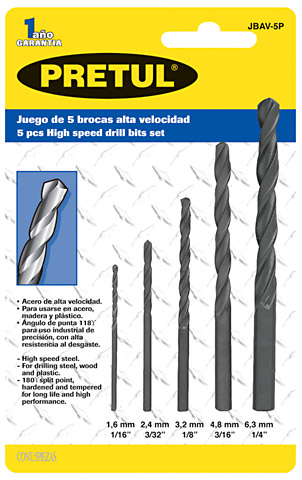 1 año
GARANTIA
JBAV-5P
PRETUL®
Juego de 5 brocas alta velocidad
5 pcs High speed drill bits set
• Acero de alta velocidad.
• Para usarse en acero,
madera y plástico.
• Ángulo de punta 118°
para uso industrial de
precisión, con alta
resistencia al desgaste.
- High speed steel.
- For drilling steel, wood
and plastic.
- 180° split point,
hardened and tempered
for long life and high
performance.
1,6 mm 2,4 mm 3,2 mm 4,8 mm 6,3 mm
1/16" 3/32" 1/8" 3/16" 1/4"
CONT. 5 PIEZAS